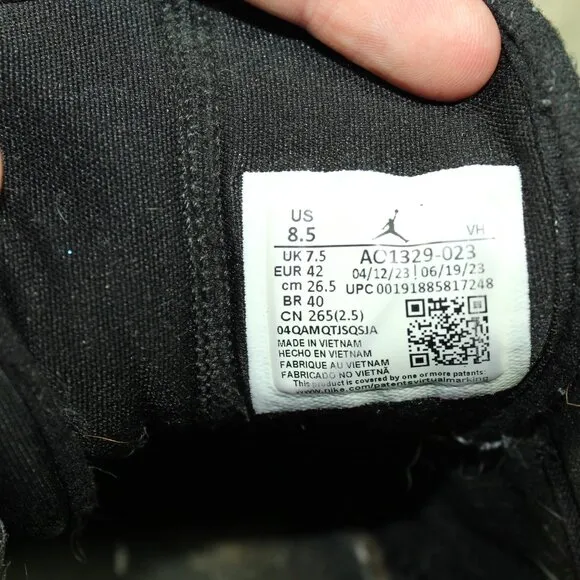 US
8.5
VH
UK 7.5
AO1329-023
EUR 42
04/12/23 | 06/19/23
cm 26.5
UPC 00191885817248
BR 40
CN 265(2.5)
04QAMQTJSQSJA
MADE IN VIETNAM
HECHO EN VIETNAM
FABRIQUE AU VIETNAM
FABRICADO NO VIETNÃ
This product is covered by one or more patents
www.nike.com/patentsvirtualmarking